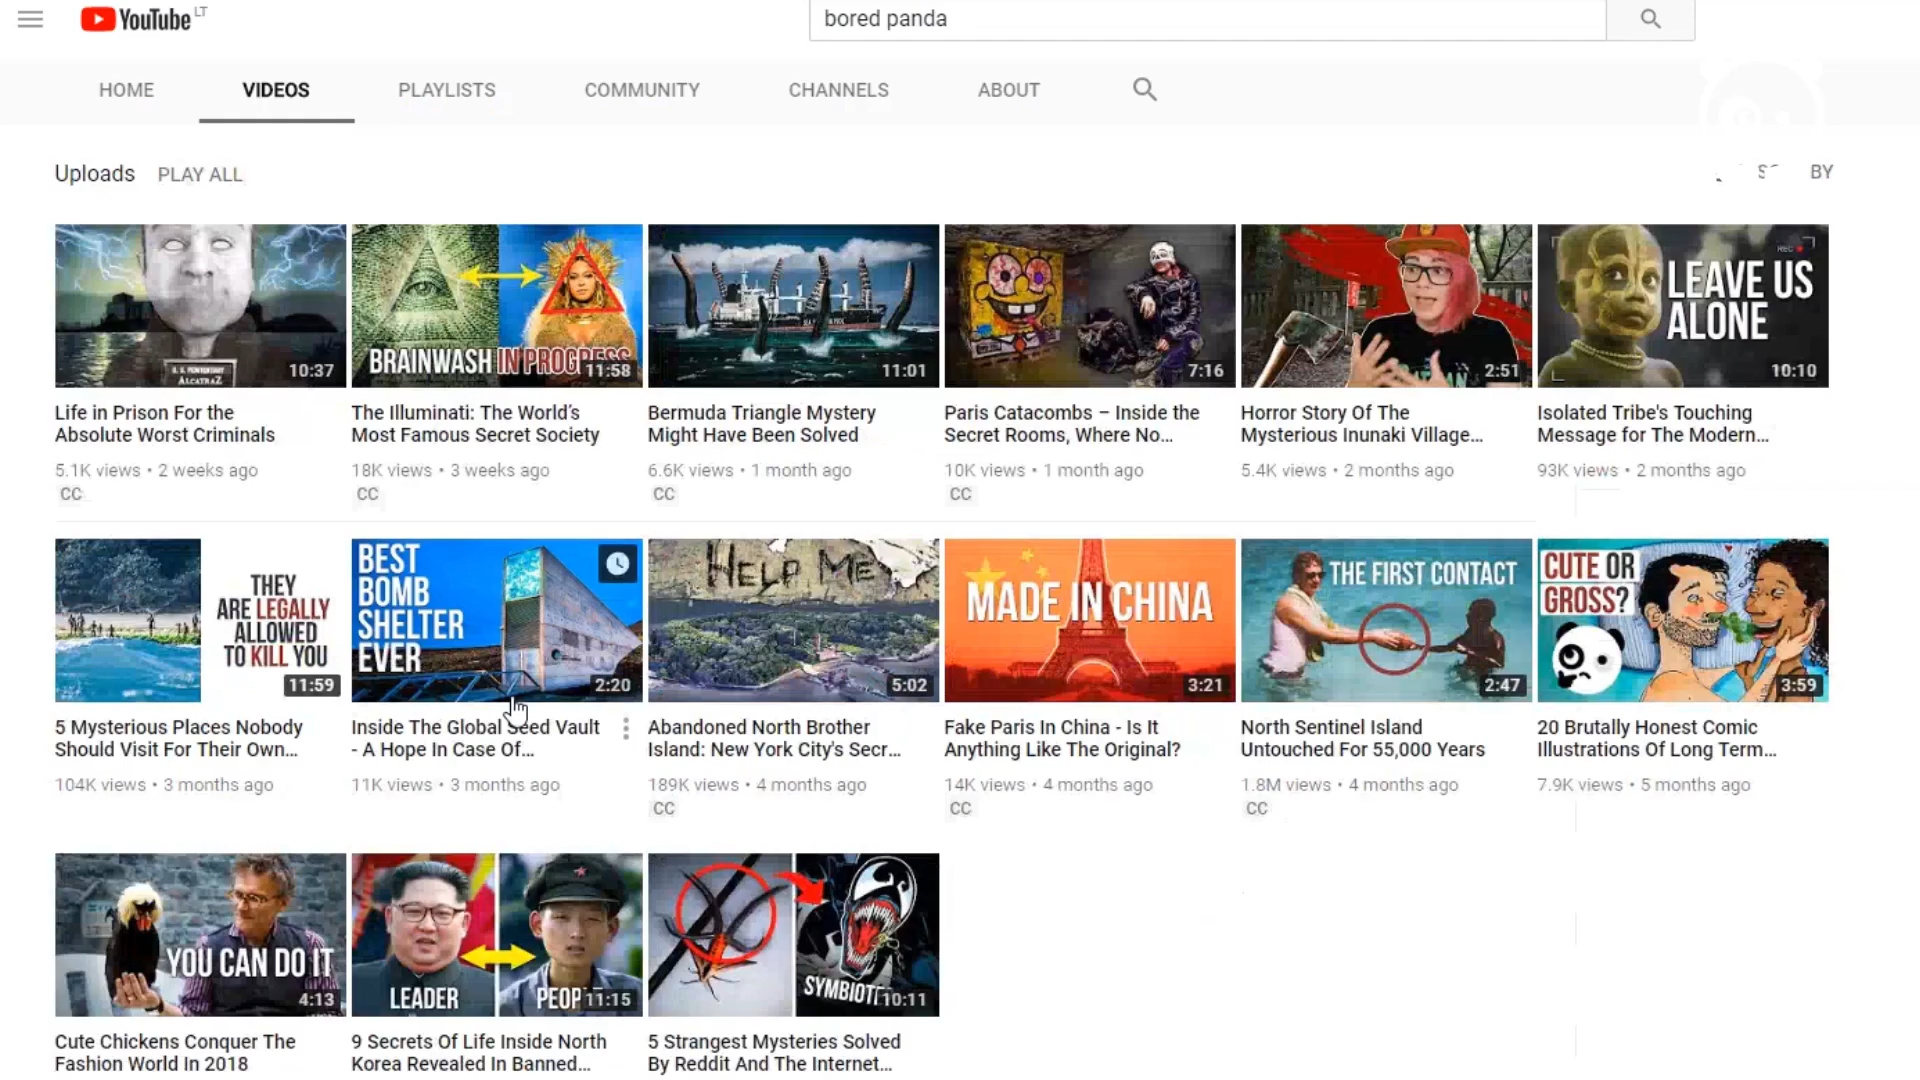 YouTube LT
bored panda
HOME VIDEOS PLAYLISTS COMMUNITY CHANNELS ABOUT
Uploads PLAY ALL
BY
U.S. PENITENTIARY
ALCATRAZ
10:37
BRAINWASH IN PROGRESS
11:58
11:01
7:16
2:51
REC
LEAVE US
ALONE
10:10
Life in Prison For the
Absolute Worst Criminals
5.1K views • 2 weeks ago
CC
The Illuminati: The World's
Most Famous Secret Society
18K views • 3 weeks ago
CC
Bermuda Triangle Mystery
Might Have Been Solved
6.6K views • 1 month ago
CC
Paris Catacombs – Inside the
Secret Rooms, Where No...
10K views • 1 month ago
CC
Horror Story Of The
Mysterious Inunaki Village...
5.4K views • 2 months ago
Isolated Tribe's Touching
Message for The Modern...
93K views • 2 months ago
THEY
ARE LEGALLY
ALLOWED
TO KILL YOU
11:59
BEST
BOMB
SHELTER
EVER
2:20
HELP ME
5:02
MADE IN CHINA
3:21
THE FIRST CONTACT
2:47
CUTE OR
GROSS?
3:59
5 Mysterious Places Nobody
Should Visit For Their Own...
104K views • 3 months ago
Inside The Global Seed Vault
- A Hope In Case Of...
11K views • 3 months ago
Abandoned North Brother
Island: New York City's Secr...
189K views • 4 months ago
CC
Fake Paris In China - Is It
Anything Like The Original?
14K views • 4 months ago
CC
North Sentinel Island
Untouched For 55,000 Years
1.8M views • 4 months ago
CC
20 Brutally Honest Comic
Illustrations Of Long Term...
7.9K views • 5 months ago
YOU CAN DO IT
4:13
LEADER
PEOP
11:15
SYMBIOT
10:11
Cute Chickens Conquer The
Fashion World In 2018
9 Secrets Of Life Inside North
Korea Revealed In Banned...
5 Strangest Mysteries Solved
By Reddit And The Internet...